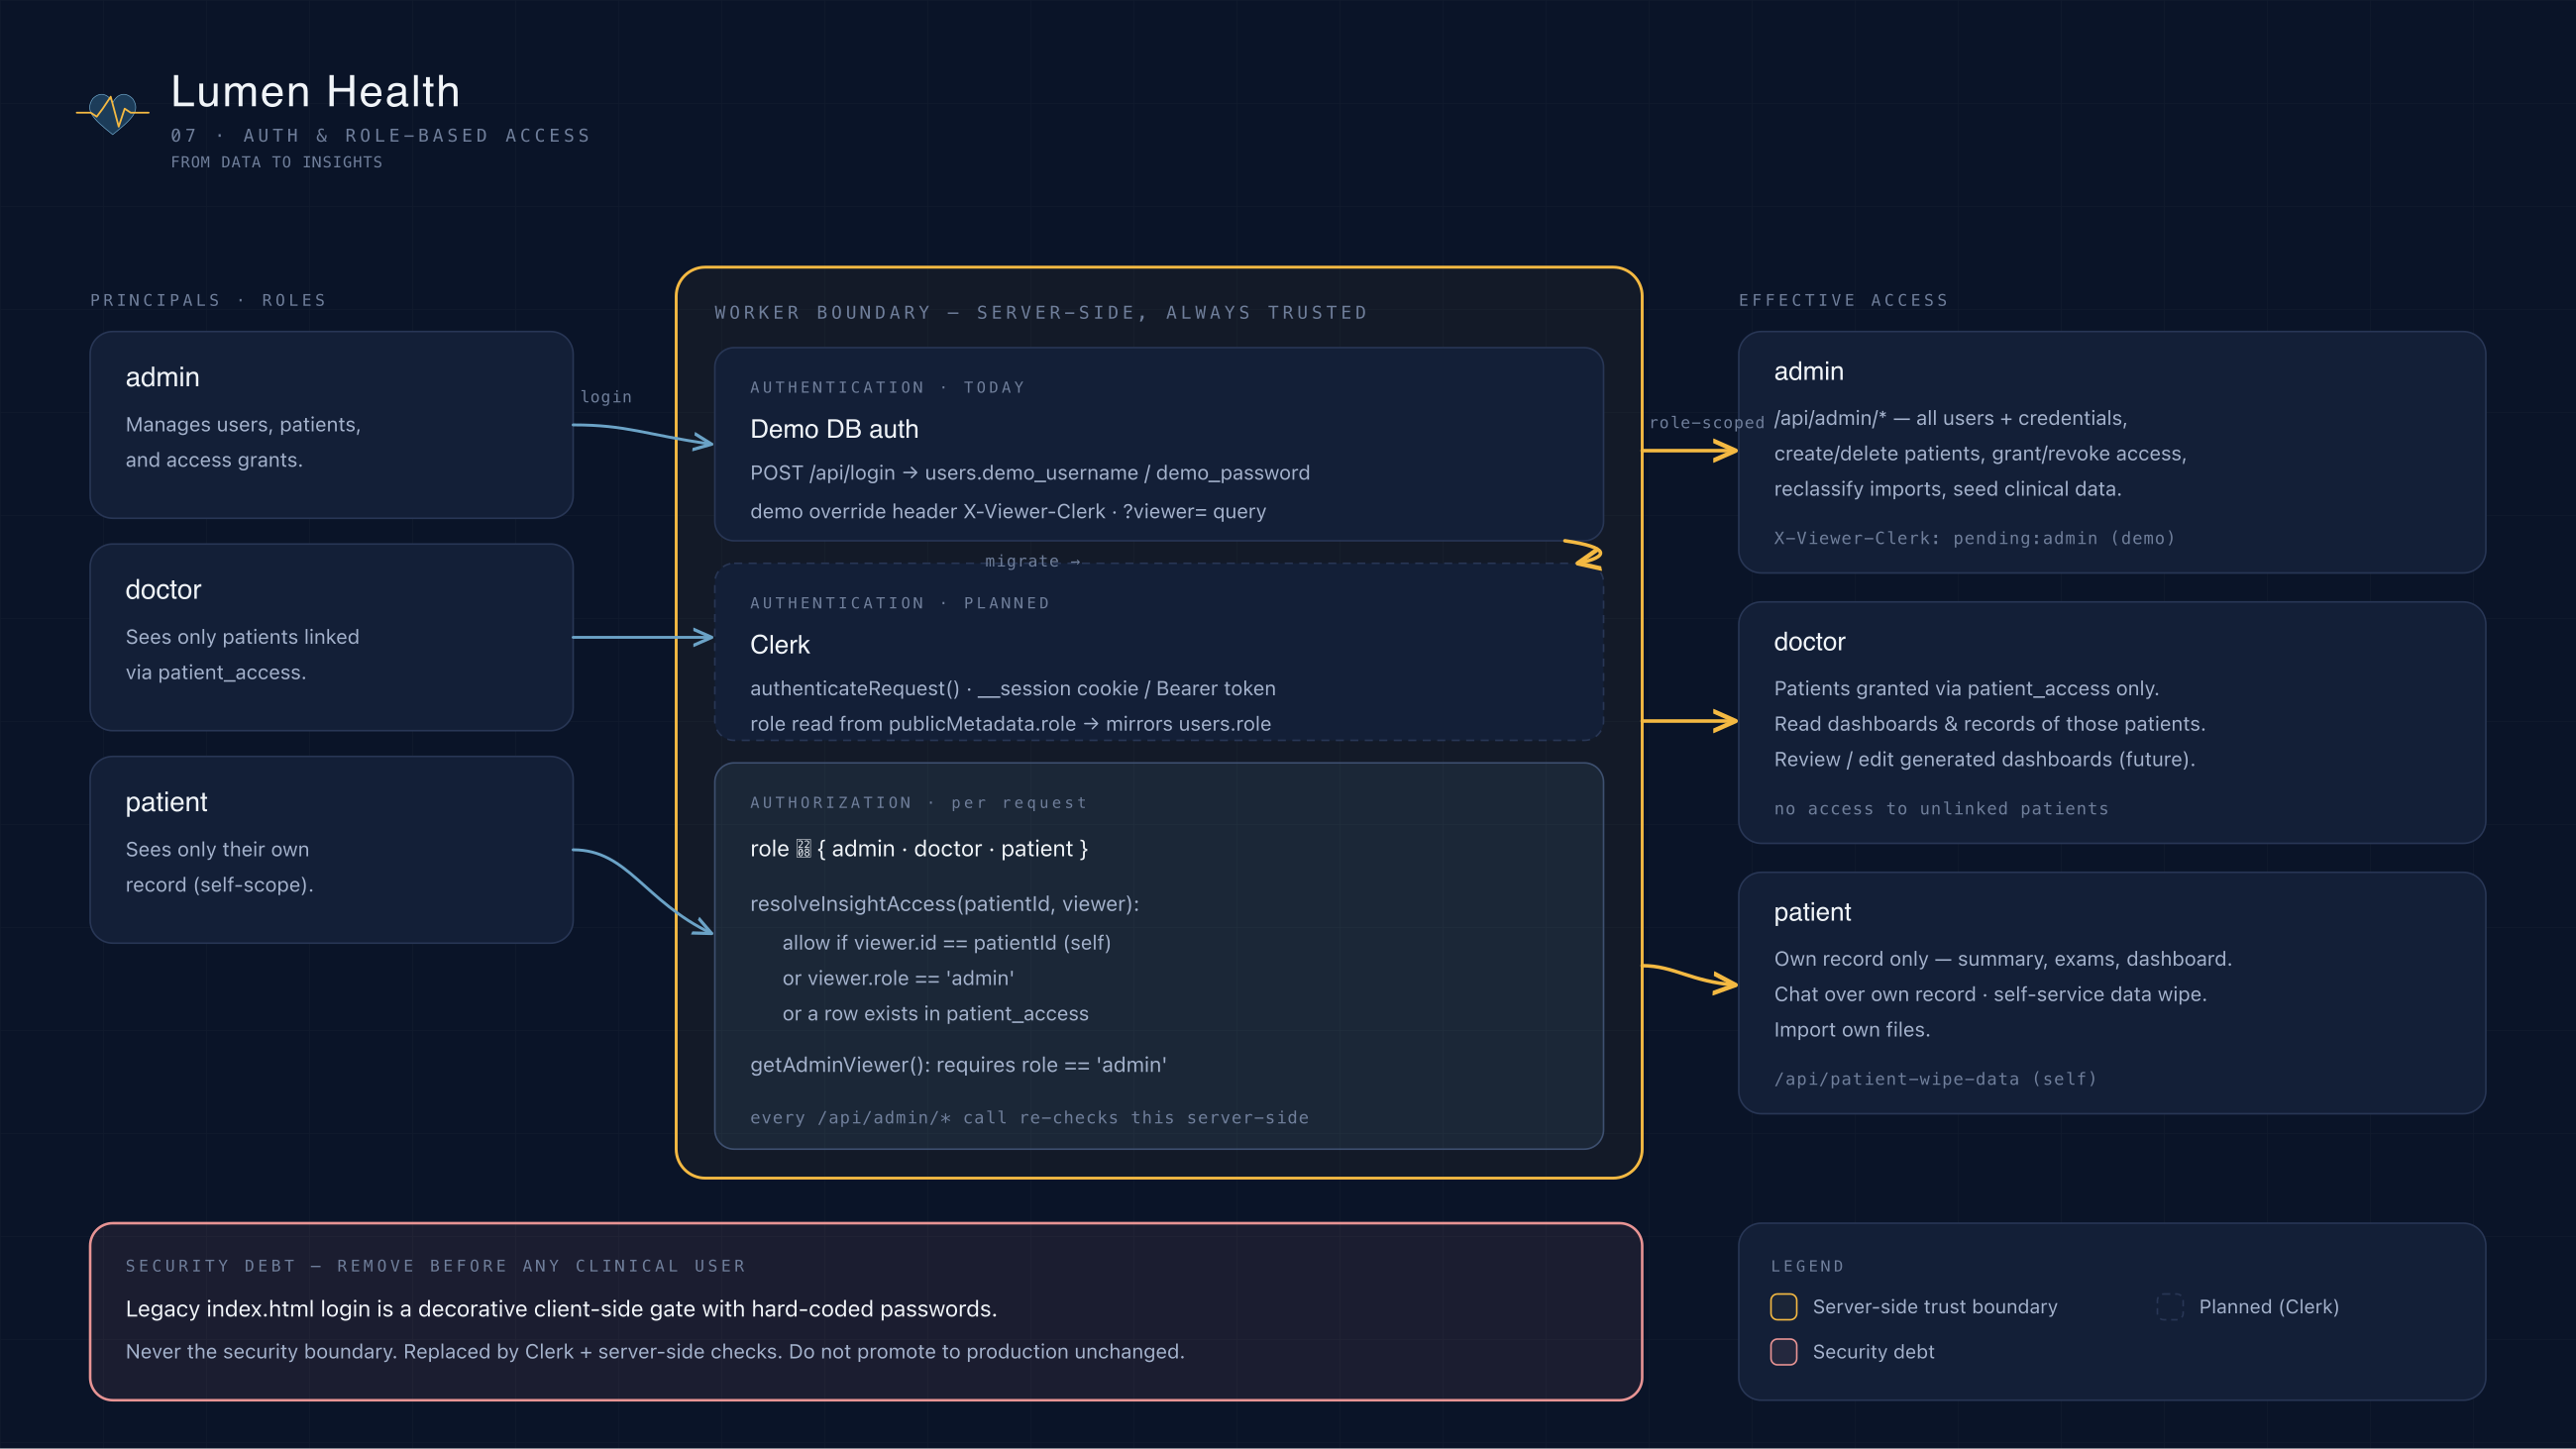 Lumen Health
07 · AUTH & ROLE-BASED ACCESS
FROM DATA TO INSIGHTS
PRINCIPALS · ROLES
admin
Manages users, patients,
and access grants.
doctor
Sees only patients linked
via patient_access.
patient
Sees only their own
record (self-scope).
login
WORKER BOUNDARY — SERVER-SIDE, ALWAYS TRUSTED
AUTHENTICATION · TODAY
Demo DB auth
POST /api/login → users.demo_username / demo_password
demo override header X-Viewer-Clerk · ?viewer= query
migrate →
AUTHENTICATION · PLANNED
Clerk
authenticateRequest() · __session cookie / Bearer token
role read from publicMetadata.role → mirrors users.role
AUTHORIZATION · per request
role { admin · doctor · patient }
resolveInsightAccess(patientId, viewer):
allow if viewer.id == patientId (self)
or viewer.role == 'admin'
or a row exists in patient_access
getAdminViewer(): requires role == 'admin'
every /api/admin/* call re-checks this server-side
role-scoped
EFFECTIVE ACCESS
admin
/api/admin/* — all users + credentials,
create/delete patients, grant/revoke access,
reclassify imports, seed clinical data.
X-Viewer-Clerk: pending:admin (demo)
doctor
Patients granted via patient_access only.
Read dashboards & records of those patients.
Review / edit generated dashboards (future).
no access to unlinked patients
patient
Own record only — summary, exams, dashboard.
Chat over own record · self-service data wipe.
Import own files.
/api/patient-wipe-data (self)
SECURITY DEBT — REMOVE BEFORE ANY CLINICAL USER
Legacy index.html login is a decorative client-side gate with hard-coded passwords.
Never the security boundary. Replaced by Clerk + server-side checks. Do not promote to production unchanged.
LEGEND
Server-side trust boundary
Planned (Clerk)
Security debt